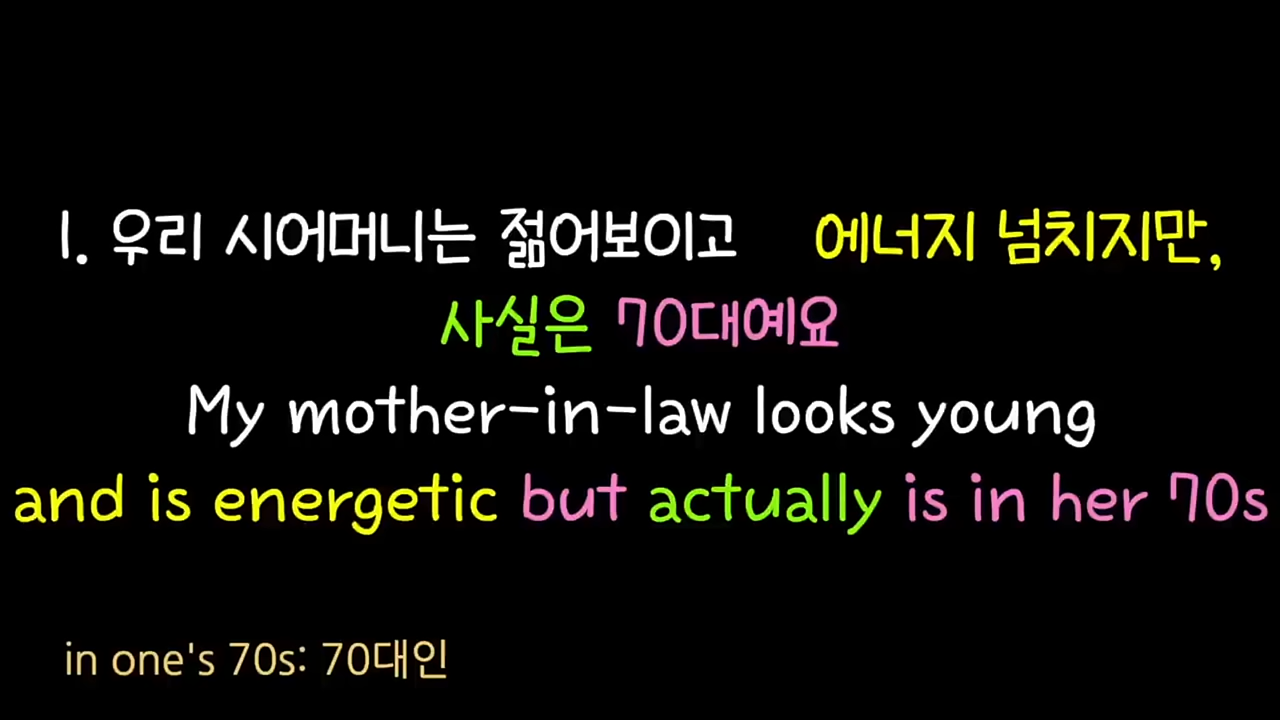 1. 우리 시어머니는 젊어보이고 에너지 넘치지만,
사실은 70대예요
My mother-in-law looks young
and is energetic but actually is in her 70s
in one's 70s: 70대인